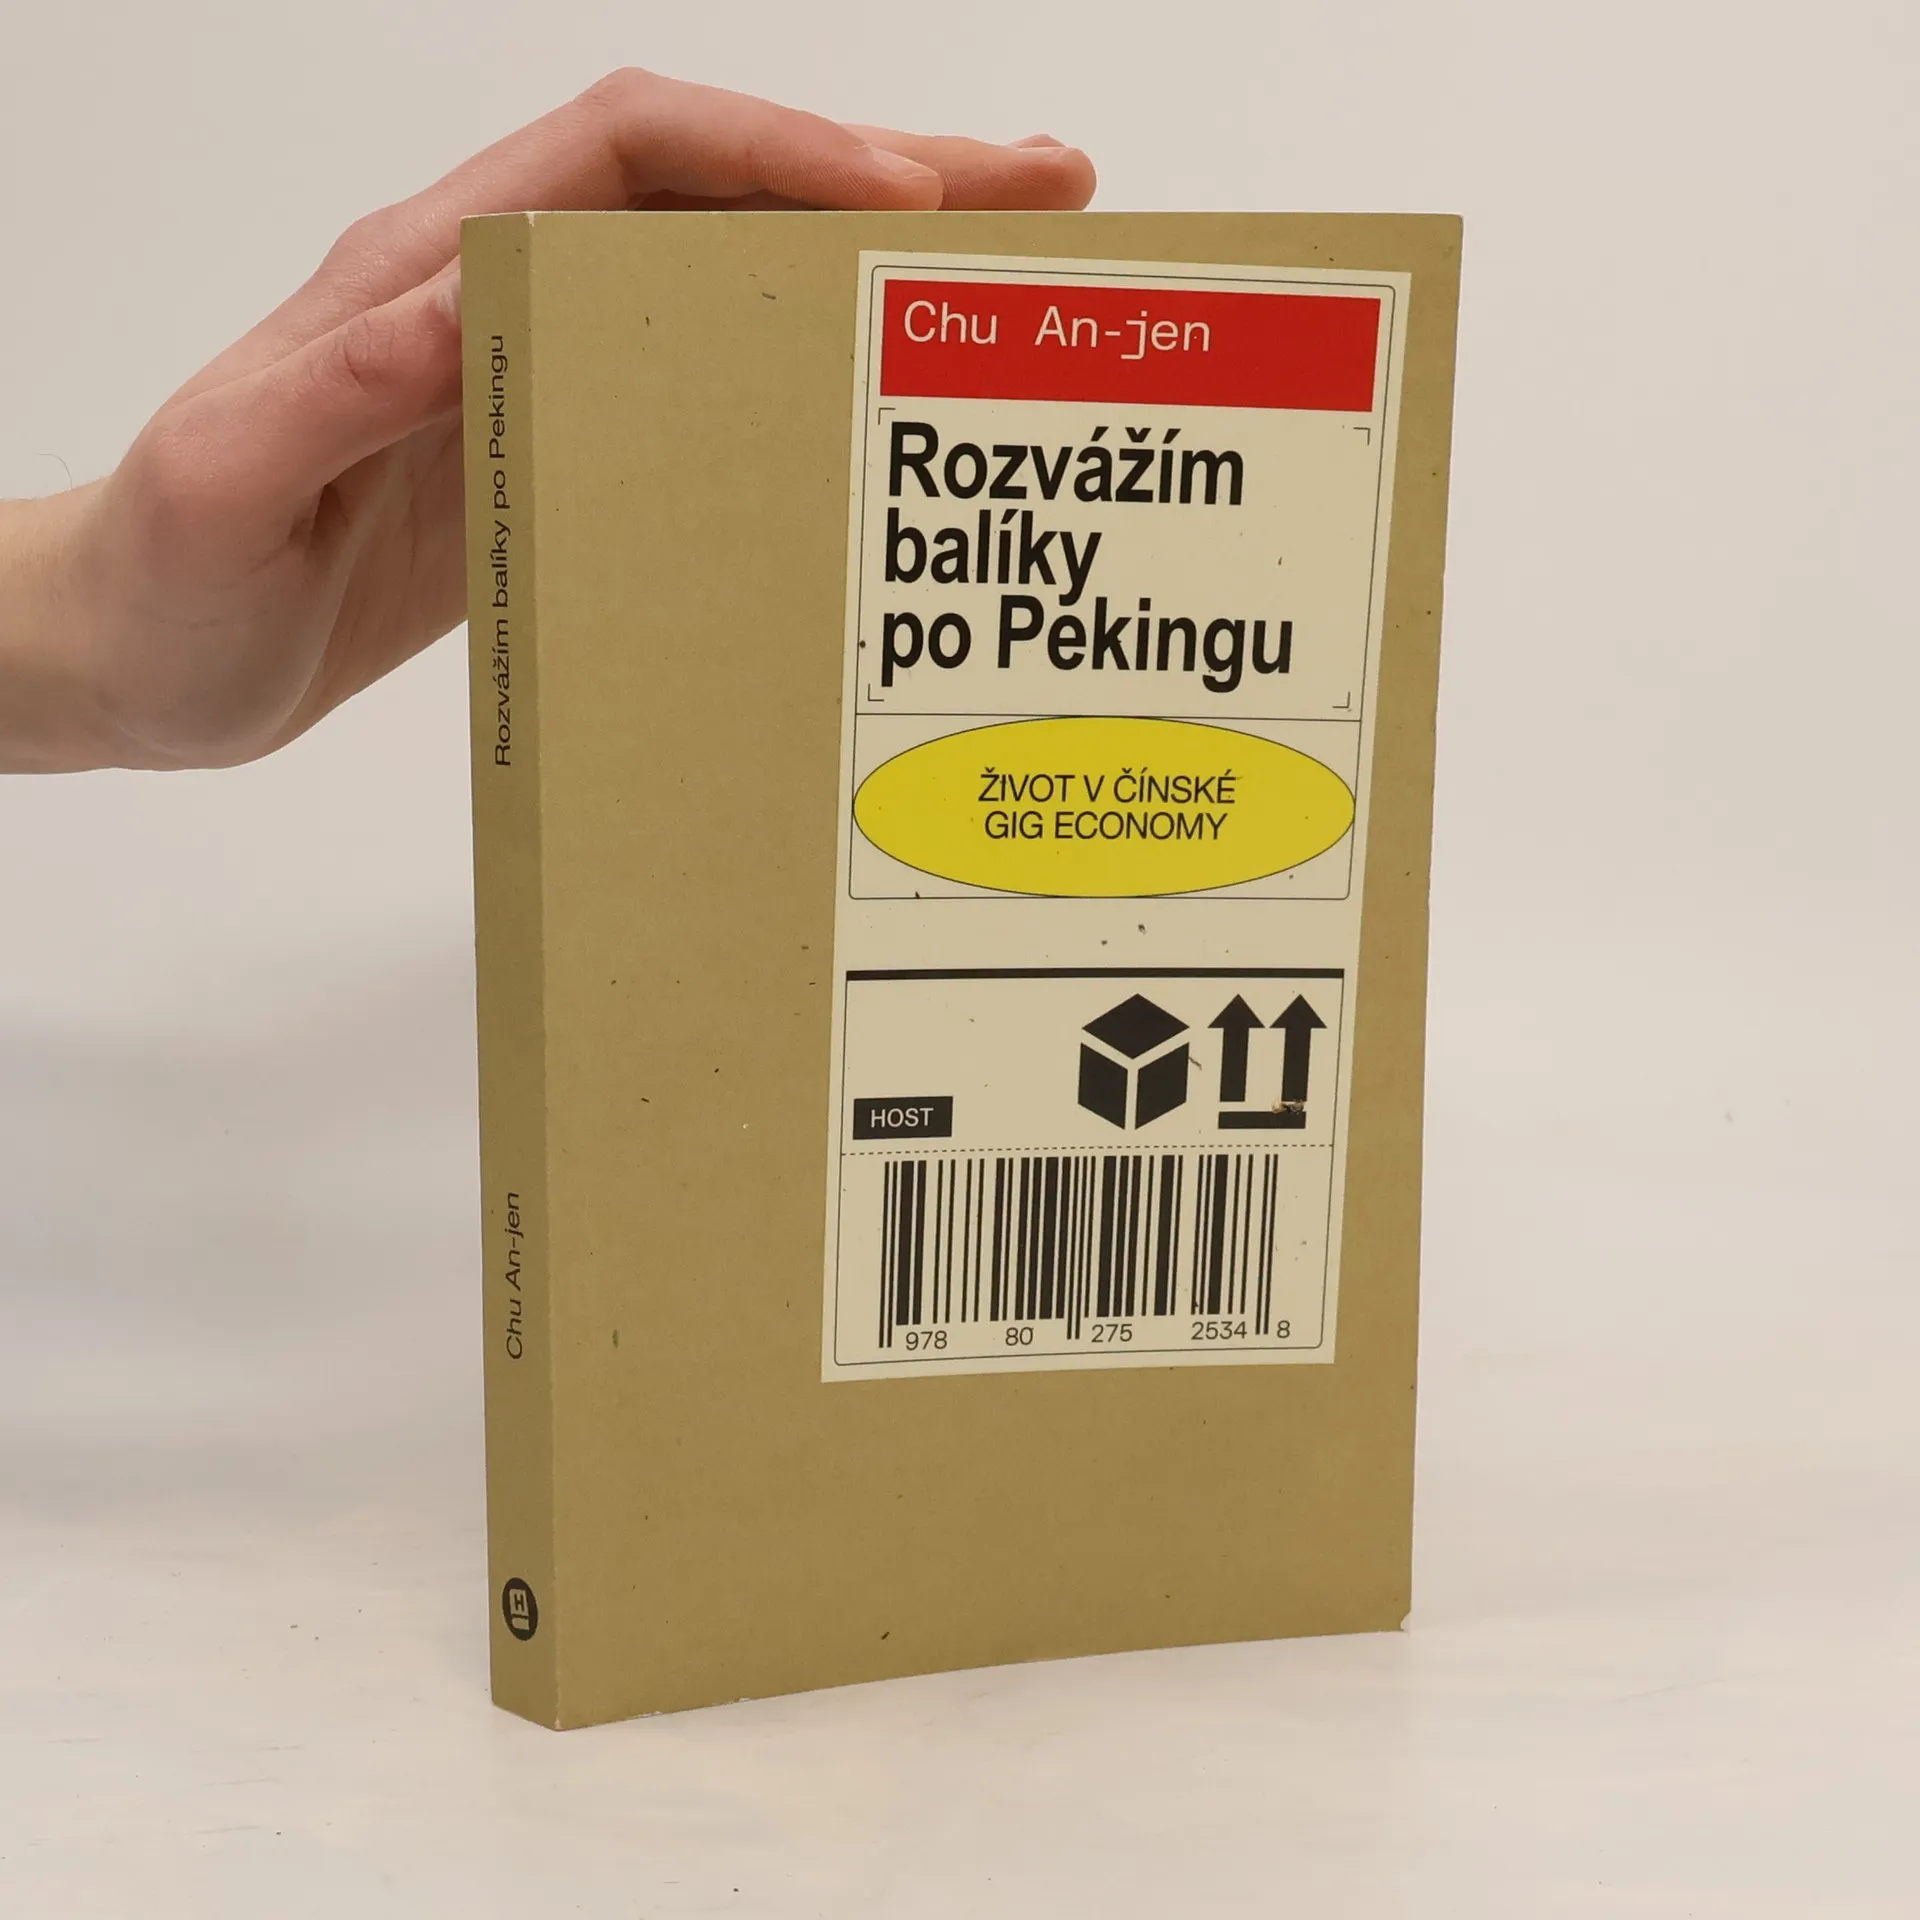 Chu An-jen
Rozvážím
balíky
po Pekingu
ŽIVOT V ČÍNSKÉ
GIG ECONOMY
HOST
978 80 275 2534 8
Rozvážím balíky po Pekingu
Chu An-jen
H